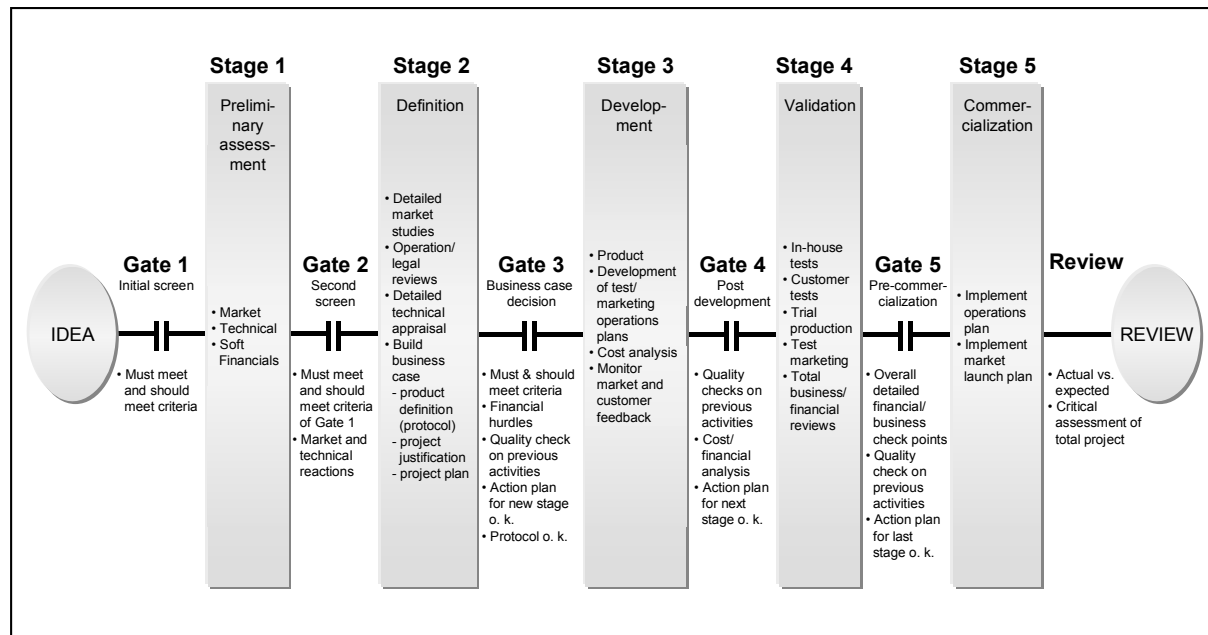 Stage 1
Prelimi-
nary
assess-
ment
• Market
• Technical
• Soft
Financials
Stage 2
Definition
• Detailed
market
studies
• Operation/
legal
reviews
• Detailed
technical
appraisal
• Build
business
case
- product
definition
(protocol)
- project
justification
- project plan
Stage 3
Develop-
ment
• Product
• Development
of test/
marketing
operations
plans
• Cost analysis
• Monitor
market and
customer
feedback
Stage 4
Validation
• In-house
tests
• Customer
tests
• Trial
production
• Test
marketing
• Total
business/
financial
reviews
Stage 5
Commer-
cialization
• Implement
operations
plan
• Implement
market
launch plan
IDEA
Gate 1
Initial screen
• Must meet
and should
meet criteria
Gate 2
Second
screen
• Must meet
and should
meet criteria
of Gate 1
• Market and
technical
reactions
Gate 3
Business case
decision
• Must & should
meet criteria
• Financial
hurdles
• Quality check
on previous
activities
• Action plan
for new stage
o. k.
• Protocol o. k.
Gate 4
Post
development
• Quality
checks on
previous
activities
• Cost/
financial
analysis
• Action plan
for next
stage o. k.
Gate 5
Pre-commer-
cialization
• Overall
detailed
financial/
business
check points
• Quality
check on
previous
activities
• Action plan
for last
stage o. k.
Review
• Actual vs.
expected
• Critical
assessment of
total project
REVIEW